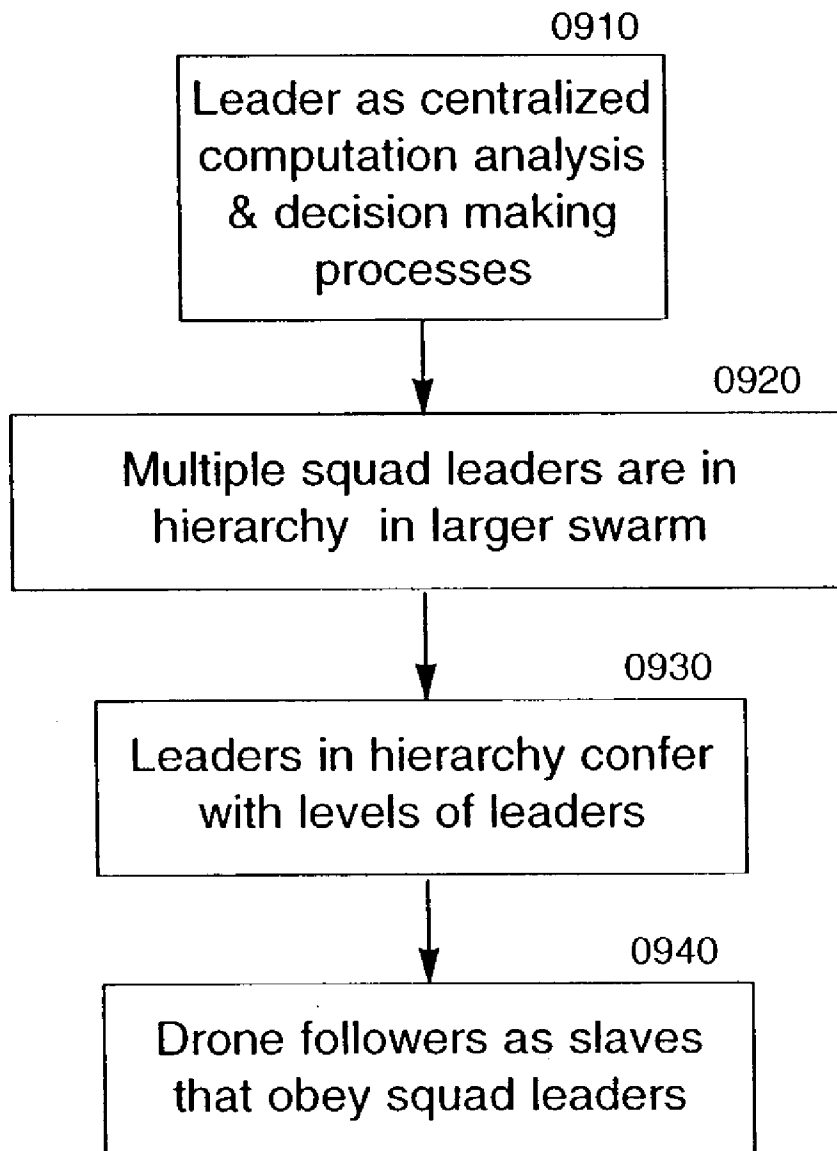 0910
Leader as centralized
computation analysis
& decision making
processes
0920
Multiple squad leaders are in
hierarchy in larger swarm
0930
Leaders in hierarchy confer
with levels of leaders
0940
Drone followers as slaves
that obey squad leaders